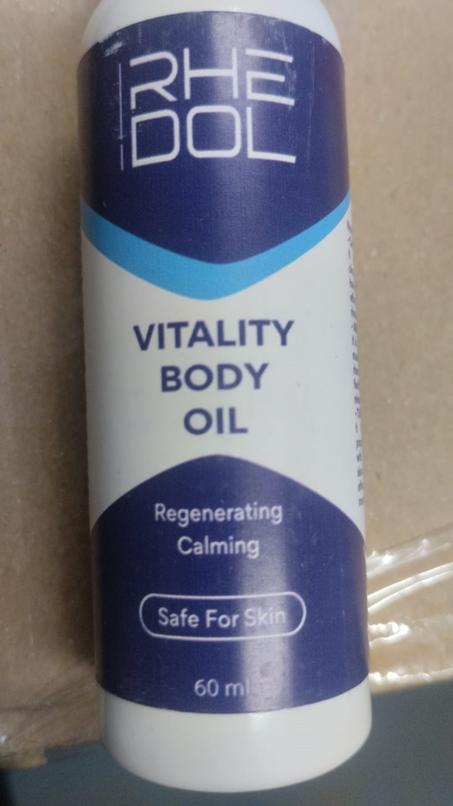 RHE
DOL
VITALITY
BODY
OIL
Regenerating
Calming
Safe For Skin
60 ml